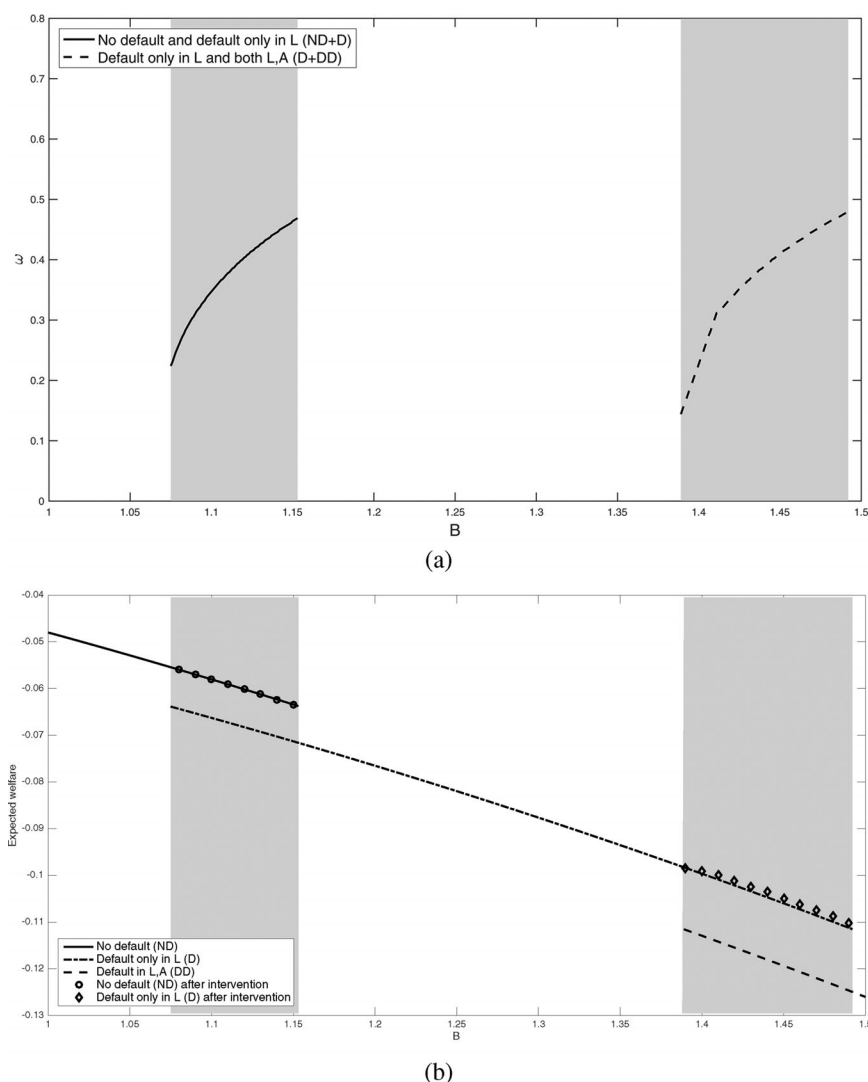 0.8
0.7
0.6
0.5
0.4
0.3
0.2
0.1
0
ω
No default and default only in L (ND+D)
Default only in L and both L,A (D+DD)
1 1.05 1.1 1.15 1.2 1.25 1.3 1.35 1.4 1.45 1.5
B
(a)
-0.04
-0.05
-0.06
-0.07
-0.08
-0.09
-0.1
-0.11
-0.12
-0.13
Expected welfare
No default (ND)
Default only in L (D)
Default in L,A (DD)
No default (ND) after intervention
Default only in L (D) after intervention
1 1.05 1.1 1.15 1.2 1.25 1.3 1.35 1.4 1.45 1.5
B
(b)